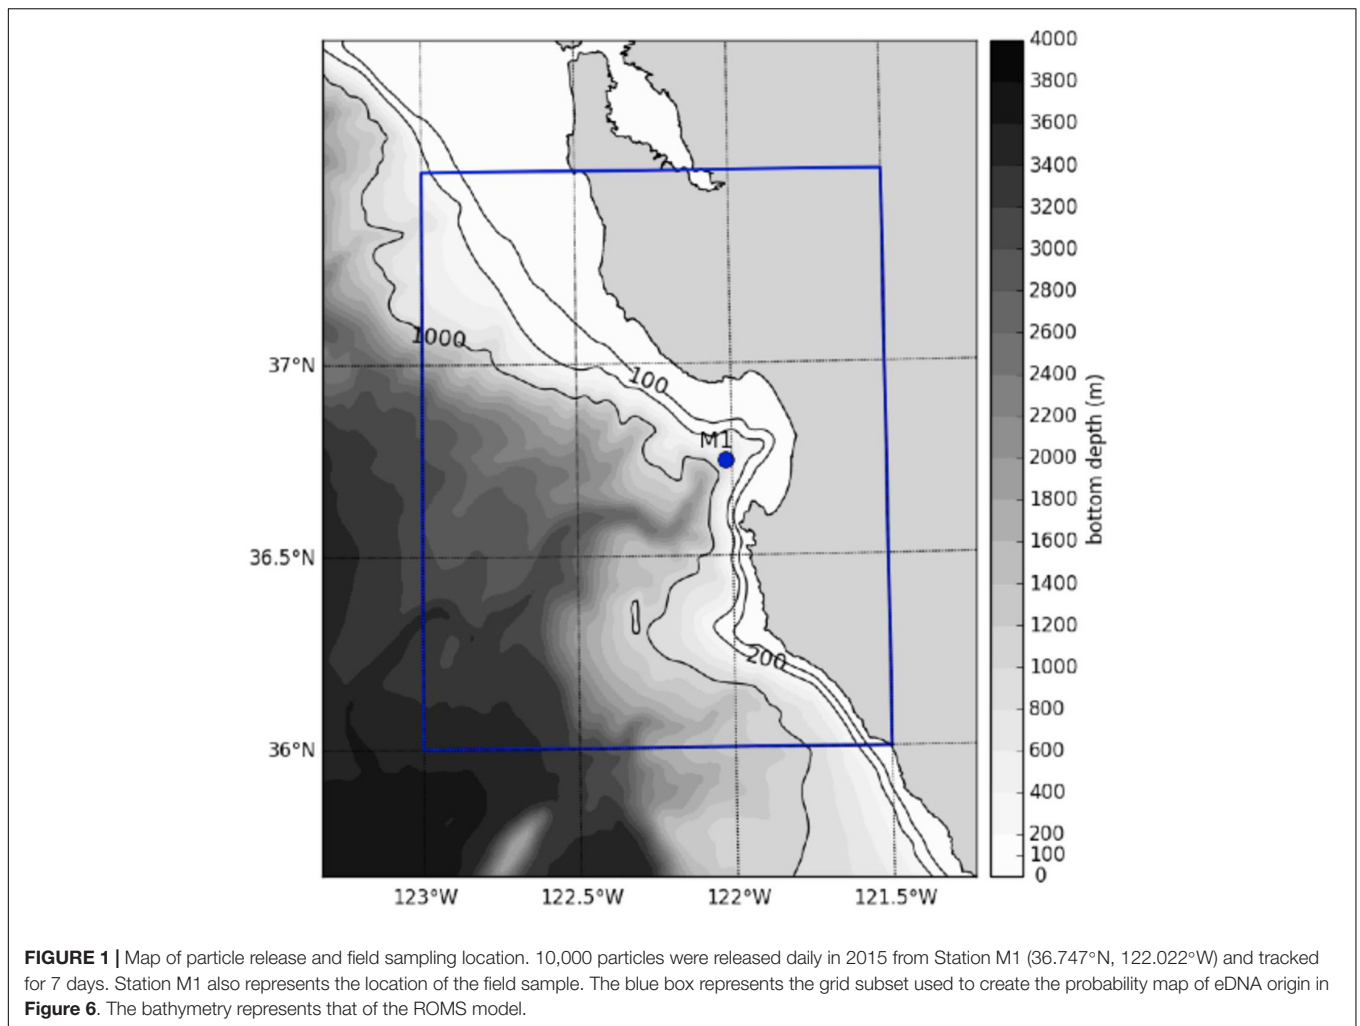 4000
3800
3600
3400
3200
3000
2800
2600
2400
2200
2000
1800
1600
1400
1200
1000
800
600
400
200
100
0
bottom depth (m)
1000
100
M1
200
37°N
36.5°N
36°N
123°W 122.5°W 122°W 121.5°W
FIGURE 1 | Map of particle release and field sampling location. 10,000 particles were released daily in 2015 from Station M1 (36.747°N, 122.022°W) and tracked
for 7 days. Station M1 also represents the location of the field sample. The blue box represents the grid subset used to create the probability map of eDNA origin in
Figure 6. The bathymetry represents that of the ROMS model.